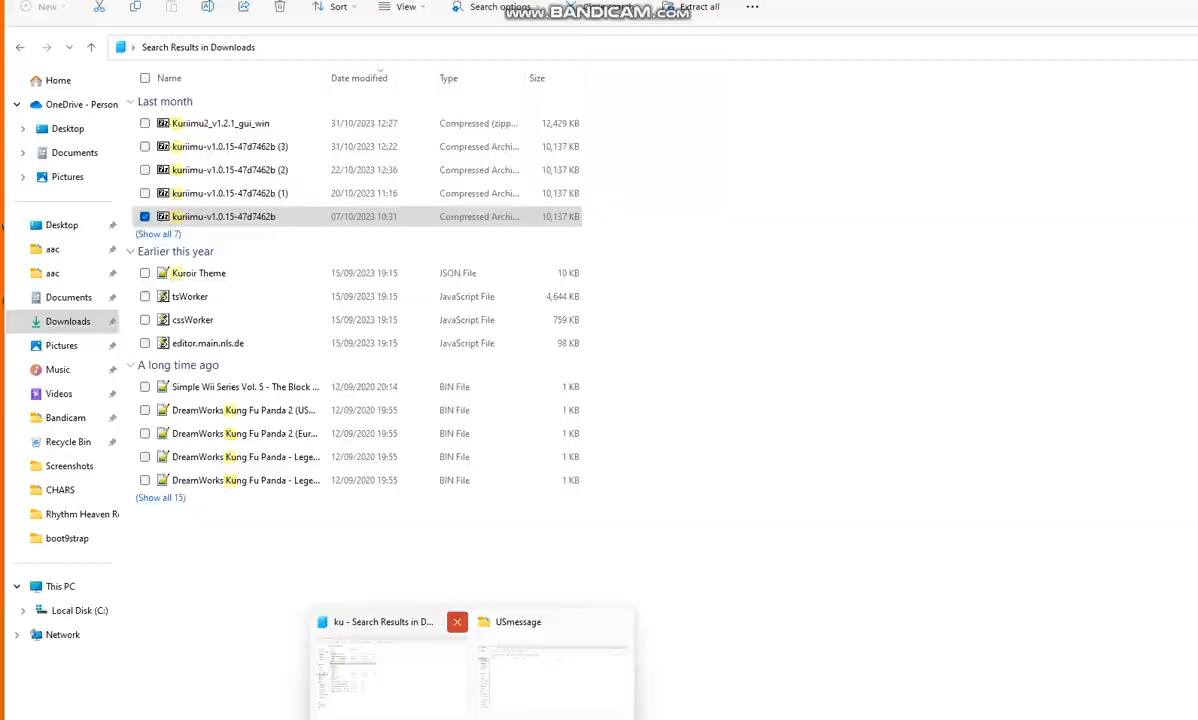 New
Sort
View
Search options
Extract all
www.BANDICAM.com
Search Results in Downloads
Name Date modified Type Size
Home
OneDrive - Person
Desktop
Documents
Pictures
Desktop
aac
aac
Documents
Downloads
Pictures
Music
Videos
Bandicam
Recycle Bin
Screenshots
CHARS
Rhythm Heaven Re
boot9strap
This PC
Local Disk (C:)
Network
Last month
Kuriimu2_v1.2.1_gui_win 31/10/2023 12:27 Compressed (zipp... 12,429 KB
kuriimu-v1.0.15-47d7462b (3) 31/10/2023 12:22 Compressed Archi... 10,137 KB
kuriimu-v1.0.15-47d7462b (2) 22/10/2023 12:36 Compressed Archi... 10,137 KB
kuriimu-v1.0.15-47d7462b (1) 20/10/2023 11:16 Compressed Archi... 10,137 KB
kuriimu-v1.0.15-47d7462b 07/10/2023 10:31 Compressed Archi... 10,137 KB
(Show all 7)
Earlier this year
Kuroir Theme 15/09/2023 19:15 JSON File 10 KB
tsWorker 15/09/2023 19:15 JavaScript File 4,644 KB
cssWorker 15/09/2023 19:15 JavaScript File 759 KB
editor.main.nls.de 15/09/2023 19:15 JavaScript File 98 KB
A long time ago
Simple Wii Series Vol. 5 - The Block ... 12/09/2020 20:14 BIN File 1 KB
DreamWorks Kung Fu Panda 2 (US... 12/09/2020 19:55 BIN File 1 KB
DreamWorks Kung Fu Panda 2 (Eur... 12/09/2020 19:55 BIN File 1 KB
DreamWorks Kung Fu Panda - Lege... 12/09/2020 19:55 BIN File 1 KB
DreamWorks Kung Fu Panda - Lege... 12/09/2020 19:55 BIN File 1 KB
(Show all 15)
ku - Search Results in D...
USmessage